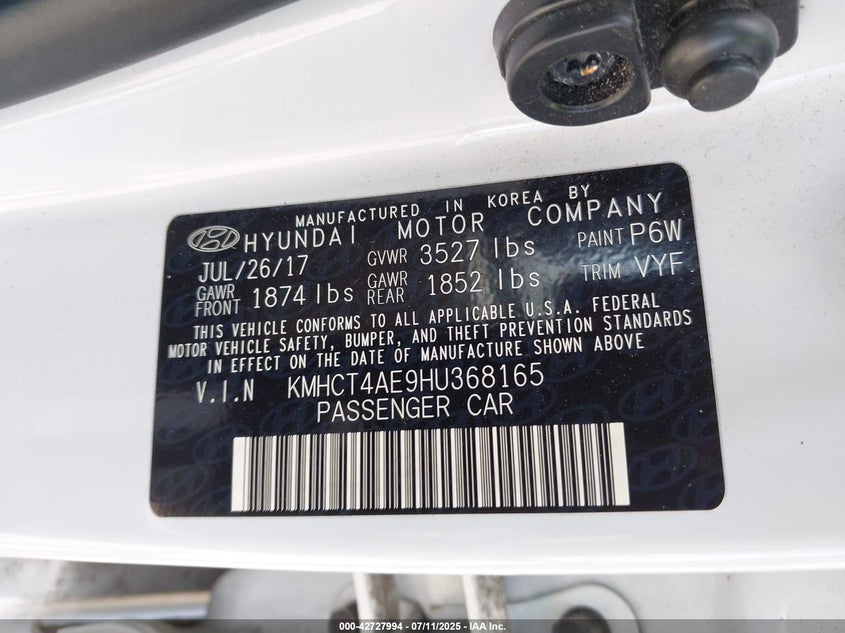 MANUFACTURED IN KOREA BY
HYUNDAI MOTOR COMPANY
JUL/26/17 GVWR 3527 lbs PAINT P6W
GAWR FRONT 1874 lbs GAWR REAR 1852 lbs TRIM VYF
THIS VEHICLE CONFORMS TO ALL APPLICABLE U.S.A. FEDERAL
MOTOR VEHICLE SAFETY, BUMPER, AND THEFT PREVENTION STANDARDS
IN EFFECT ON THE DATE OF MANUFACTURE SHOWN ABOVE
V.I.N KMHCT4AE9HU368165
PASSENGER CAR
000-42727994 - 07/11/2025 - IAA Inc.